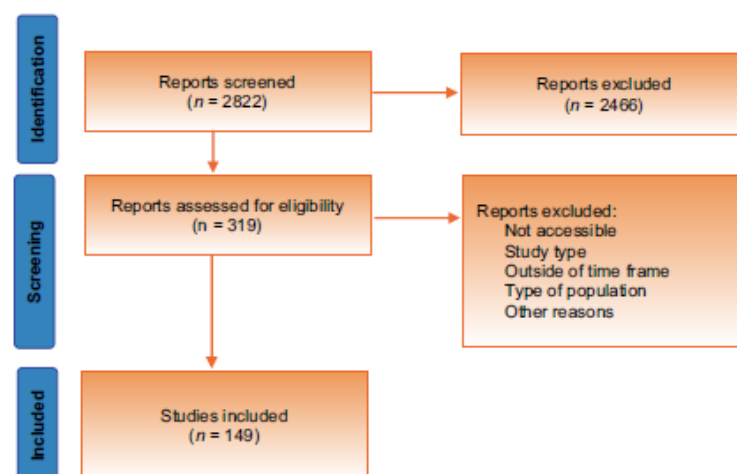 Identification
Reports screened
(n = 2822)
Reports excluded
(n = 2466)
Screening
Reports assessed for eligibility
(n = 319)
Reports excluded:
Not accessible
Study type
Outside of time frame
Type of population
Other reasons
Included
Studies included
(n = 149)